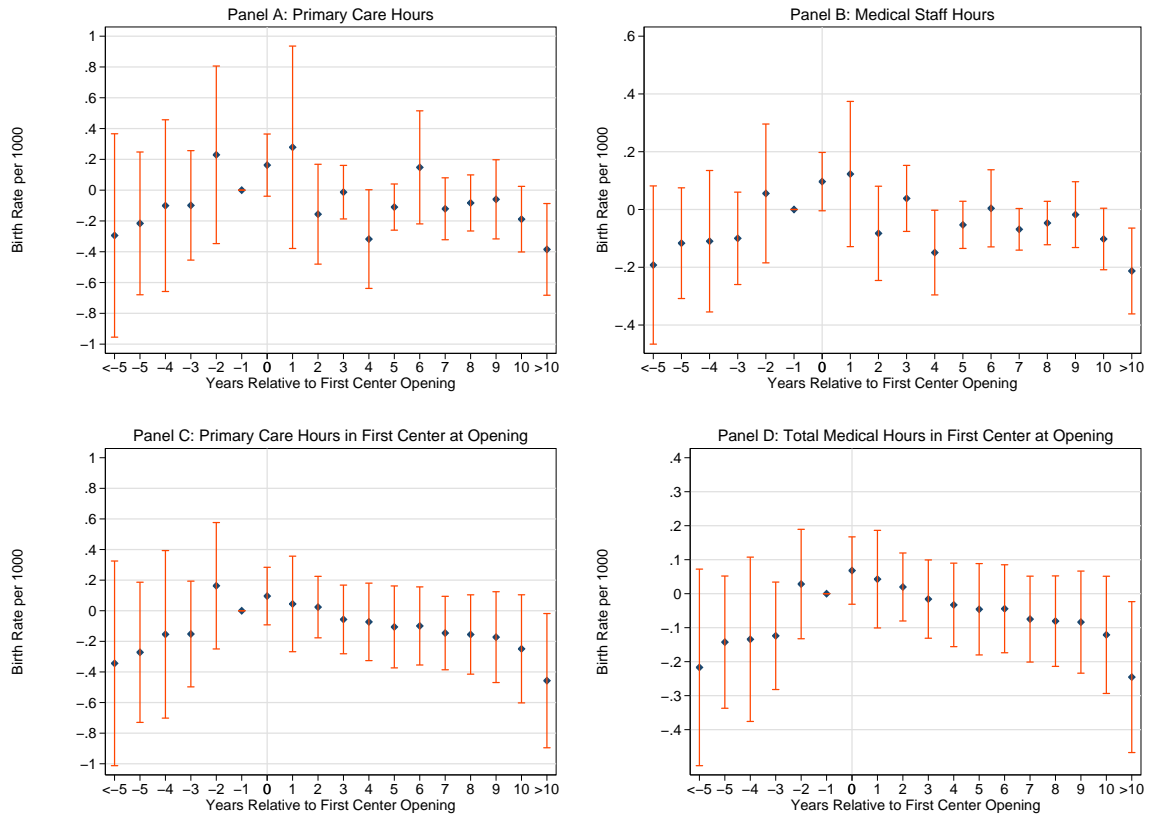 Panel A: Primary Care Hours
Birth Rate per 1000
1
.8
.6
.4
.2
0
−.2
−.4
−.6
−.8
−1
<−5 −5 −4 −3 −2 −1 0 1 2 3 4 5 6 7 8 9 10 >10
Years Relative to First Center Opening
Panel B: Medical Staff Hours
Birth Rate per 1000
.6
.4
.2
0
−.2
−.4
<−5 −5 −4 −3 −2 −1 0 1 2 3 4 5 6 7 8 9 10 >10
Years Relative to First Center Opening
Panel C: Primary Care Hours in First Center at Opening
Birth Rate per 1000
1
.8
.6
.4
.2
0
−.2
−.4
−.6
−.8
−1
<−5 −5 −4 −3 −2 −1 0 1 2 3 4 5 6 7 8 9 10 >10
Years Relative to First Center Opening
Panel D: Total Medical Hours in First Center at Opening
Birth Rate per 1000
.4
.3
.2
.1
0
−.1
−.2
−.3
−.4
<−5 −5 −4 −3 −2 −1 0 1 2 3 4 5 6 7 8 9 10 >10
Years Relative to First Center Opening